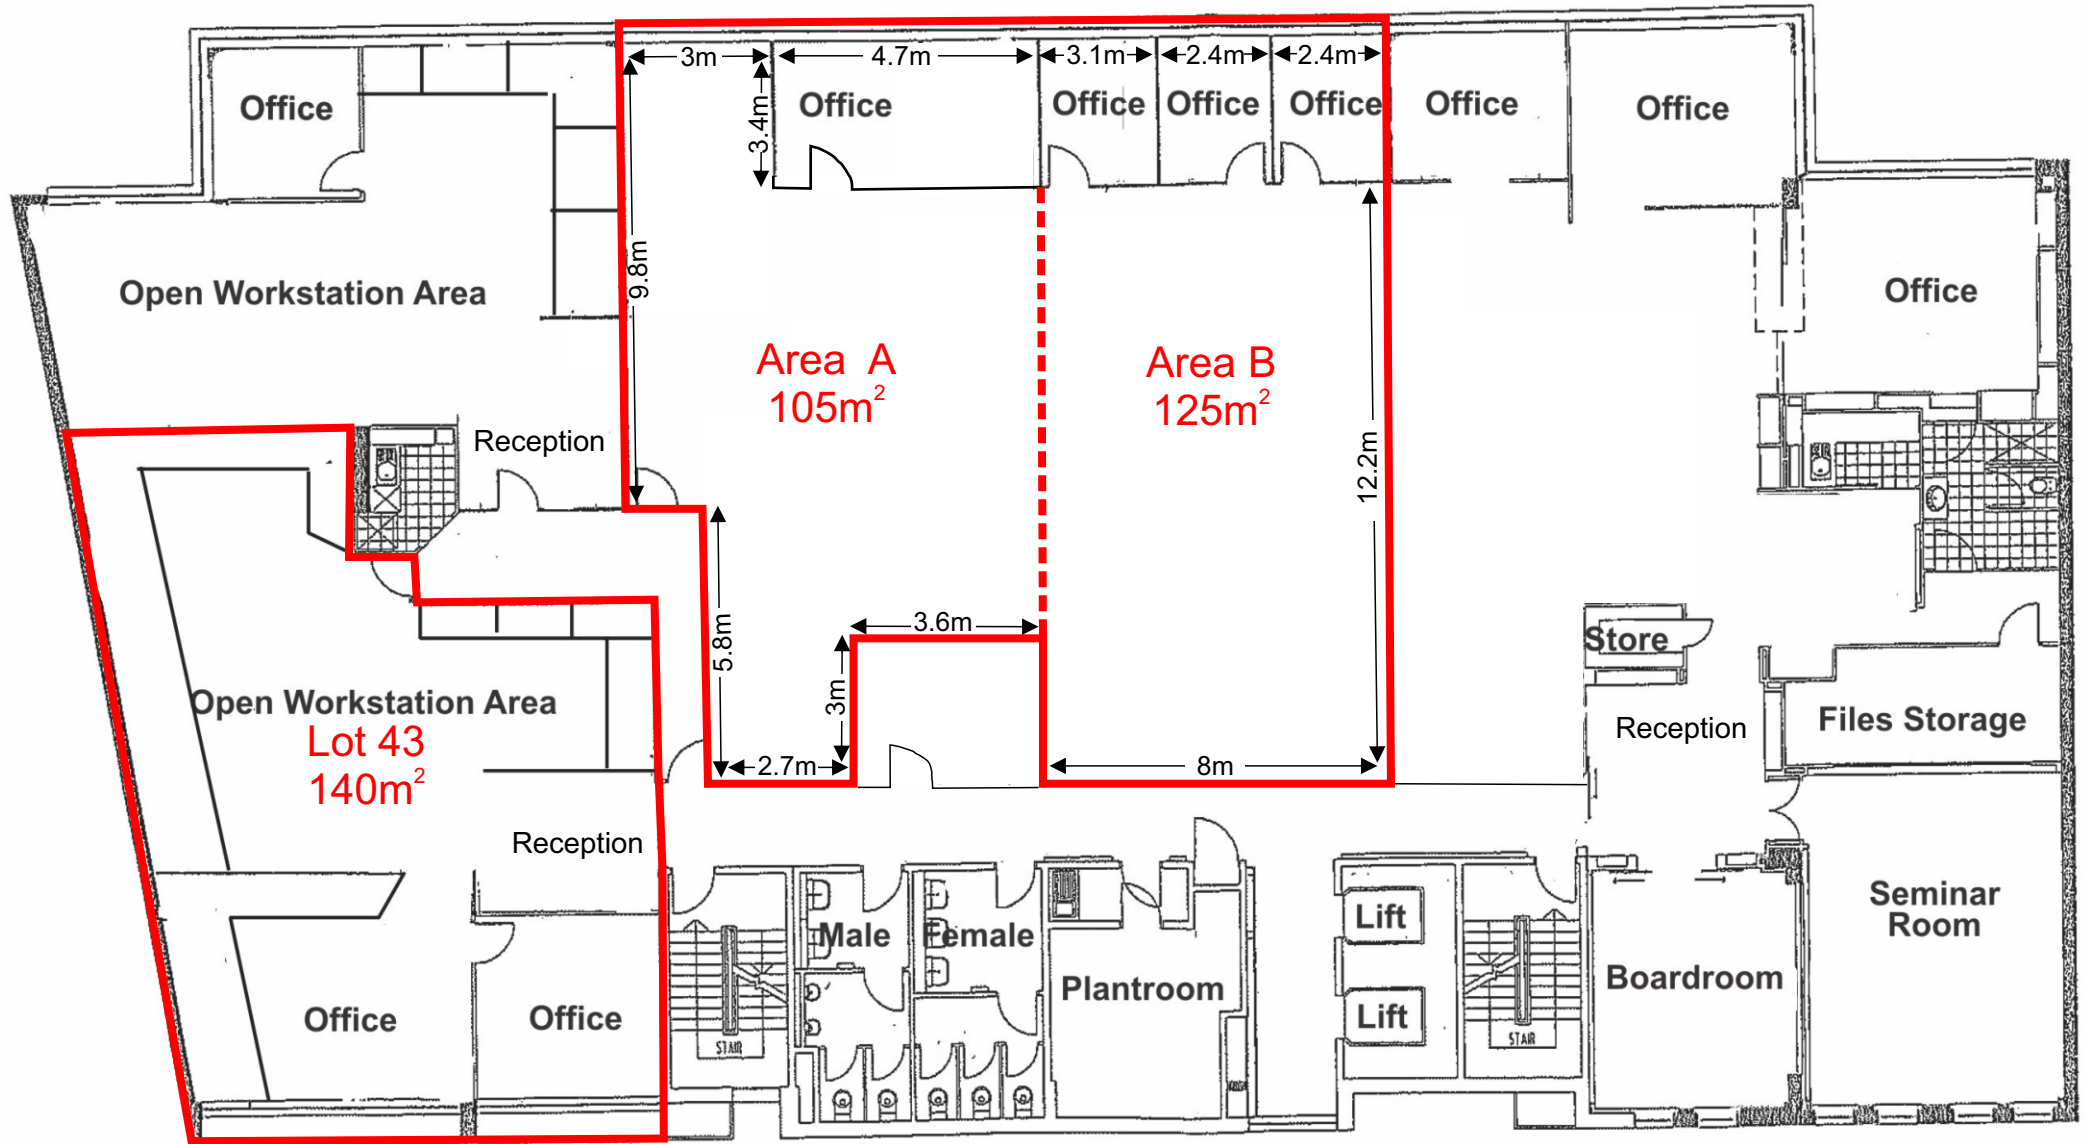 3m
4.7m
3.1m
2.4m
2.4m
3.4m
Office
Office
Office
Office
Office
Office
Office
9.8m
Open Workstation Area
Office
Area A
105m²
Area B
125m²
Reception
12.2m
5.8m
3.6m
3m
2.7m
8m
Store
Reception
Files Storage
Open Workstation Area
Lot 43
140m²
Reception
Seminar
Room
Male
Female
Lift
Plantroom
Boardroom
Office
Office
Lift
STAIR
STAIR